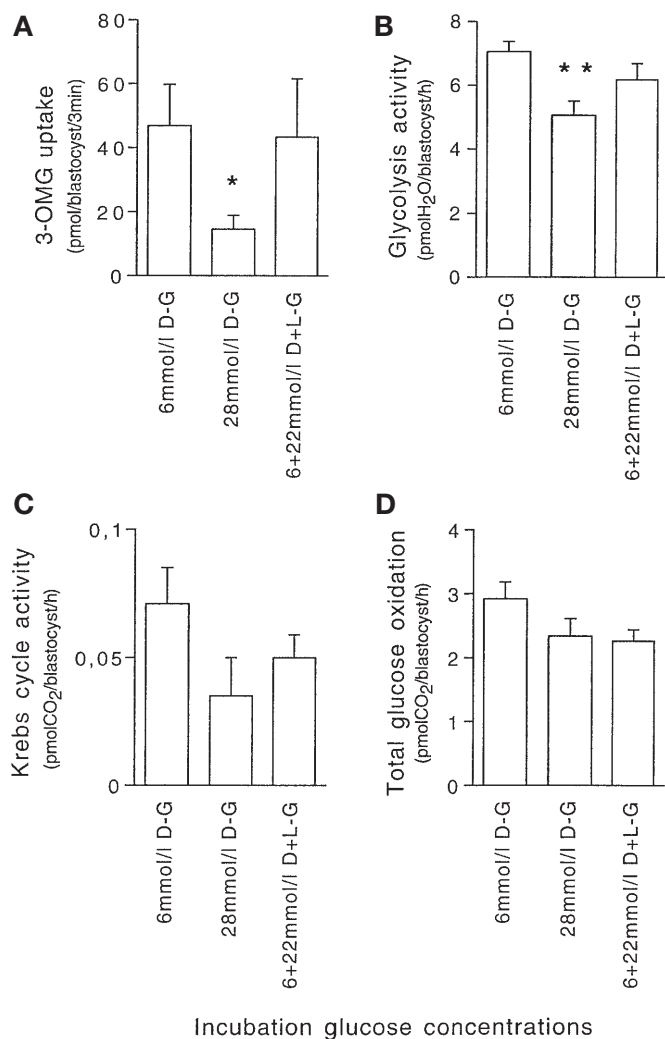 A
3-OMG uptake
(pmol/blastocyst/3min)
80
60
40
20
0
*
6mmol/l D-G
28mmol/l D-G
6+22mmol/l D+L-G
B
Glycolysis activity
(pmolH₂O/blastocyst/h)
8
6
4
2
0
* *
6mmol/l D-G
28mmol/l D-G
6+22mmol/l D+L-G
C
Krebs cycle activity
(pmolCO₂/blastocyst/h)
0,1
0,05
0
6mmol/l D-G
28mmol/l D-G
6+22mmol/l D+L-G
D
Total glucose oxidation
(pmolCO₂/blastocyst/h)
4
3
2
1
0
6mmol/l D-G
28mmol/l D-G
6+22mmol/l D+L-G
Incubation glucose concentrations